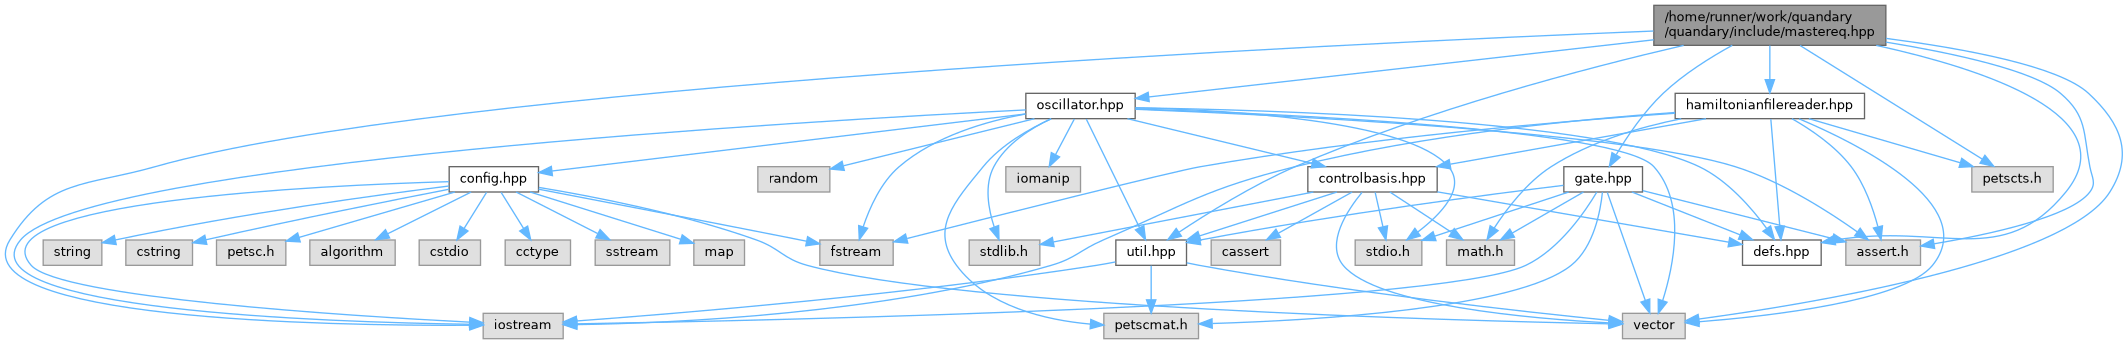 /home/runner/work/quandary
/quandary/include/mastereq.hpp
oscillator.hpp
hamiltonianfilereader.hpp
config.hpp
random
iomanip
controlbasis.hpp
gate.hpp
petscts.h
string
cstring
petsc.h
algorithm
cstdio
cctype
sstream
map
fstream
stdlib.h
util.hpp
cassert
stdio.h
math.h
defs.hpp
assert.h
iostream
petscmat.h
vector